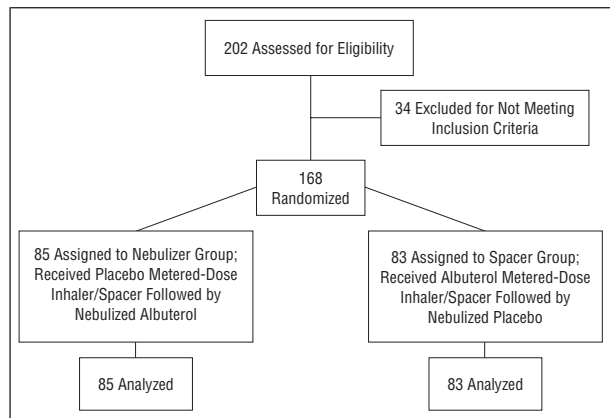 202 Assessed for Eligibility
34 Excluded for Not Meeting
Inclusion Criteria
168
Randomized
85 Assigned to Nebulizer Group;
Received Placebo Metered-Dose
Inhaler/Spacer Followed by
Nebulized Albuterol
83 Assigned to Spacer Group;
Received Albuterol Metered-Dose
Inhaler/Spacer Followed by
Nebulized Placebo
85 Analyzed
83 Analyzed